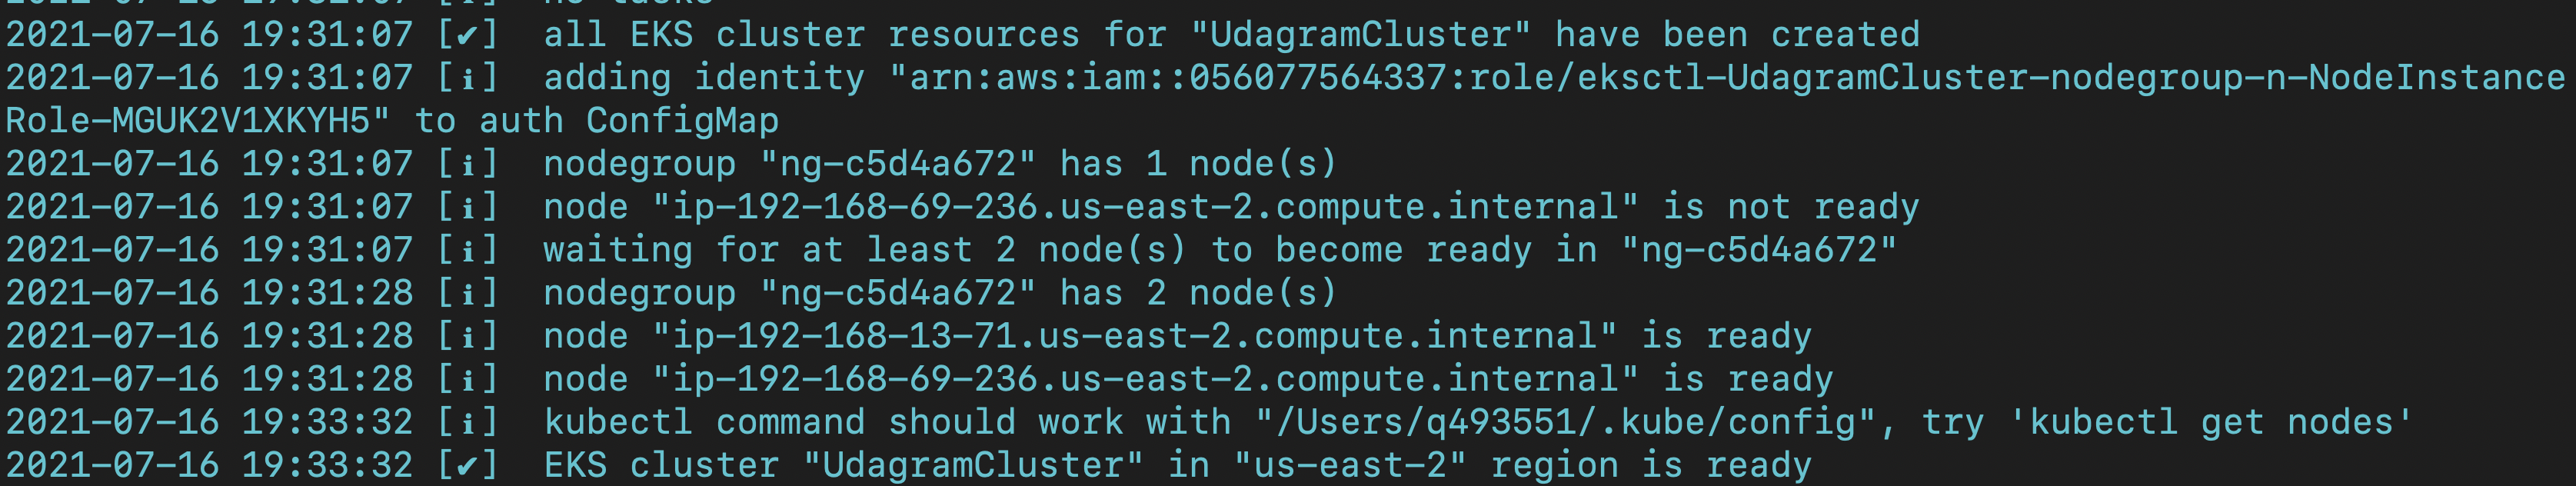 2021-07-16 19:31:07 [ℹ]  no tasks
2021-07-16 19:31:07 [✔]  all EKS cluster resources for "UdagramCluster" have been created
2021-07-16 19:31:07 [ℹ]  adding identity "arn:aws:iam::056077564337:role/eksctl-UdagramCluster-nodegroup-n-NodeInstance
Role-MGUK2V1XKYH5" to auth ConfigMap
2021-07-16 19:31:07 [ℹ]  nodegroup "ng-c5d4a672" has 1 node(s)
2021-07-16 19:31:07 [ℹ]  node "ip-192-168-69-236.us-east-2.compute.internal" is not ready
2021-07-16 19:31:07 [ℹ]  waiting for at least 2 node(s) to become ready in "ng-c5d4a672"
2021-07-16 19:31:28 [ℹ]  nodegroup "ng-c5d4a672" has 2 node(s)
2021-07-16 19:31:28 [ℹ]  node "ip-192-168-13-71.us-east-2.compute.internal" is ready
2021-07-16 19:31:28 [ℹ]  node "ip-192-168-69-236.us-east-2.compute.internal" is ready
2021-07-16 19:33:32 [ℹ]  kubectl command should work with "/Users/q493551/.kube/config", try 'kubectl get nodes'
2021-07-16 19:33:32 [✔]  EKS cluster "UdagramCluster" in "us-east-2" region is ready